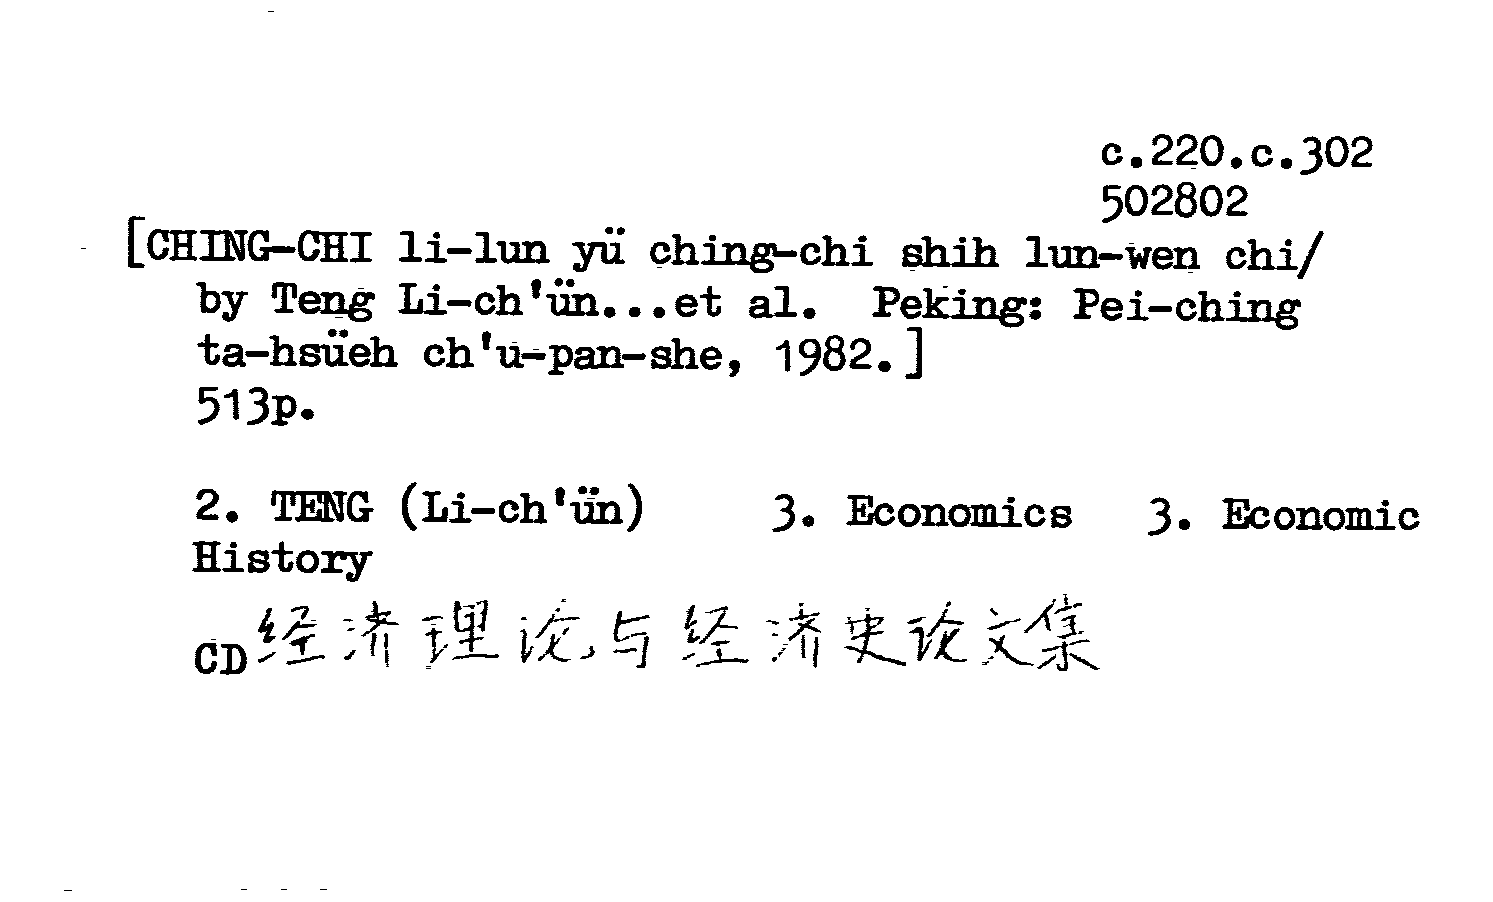 c.220.c.302
502802
[CHING-CHI li-lun yü ching-chi shih lun-wen chi/
by Teng Li-ch'ün...et al. Peking: Pei-ching
ta-hsüeh ch'u-pan-she, 1982.]
513p.
2. TENG (Li-ch'ün) 3. Economics 3. Economic
History
CD经济理论与经济史论文集